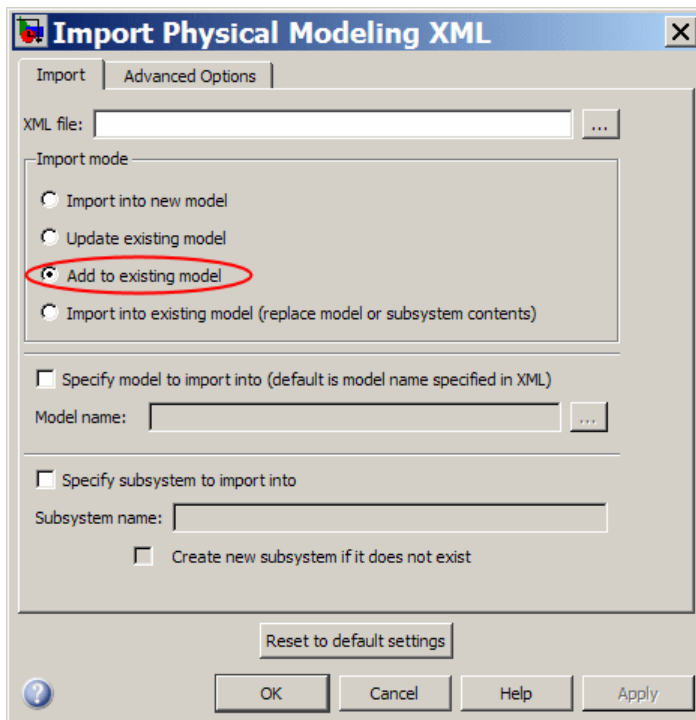 Import Physical Modeling XML
Import
Advanced Options
XML file:
...
Import mode
Import into new model
Update existing model
Add to existing model
Import into existing model (replace model or subsystem contents)
Specify model to import into (default is model name specified in XML)
Model name:
...
Specify subsystem to import into
Subsystem name:
Create new subsystem if it does not exist
Reset to default settings
?
OK
Cancel
Help
Apply